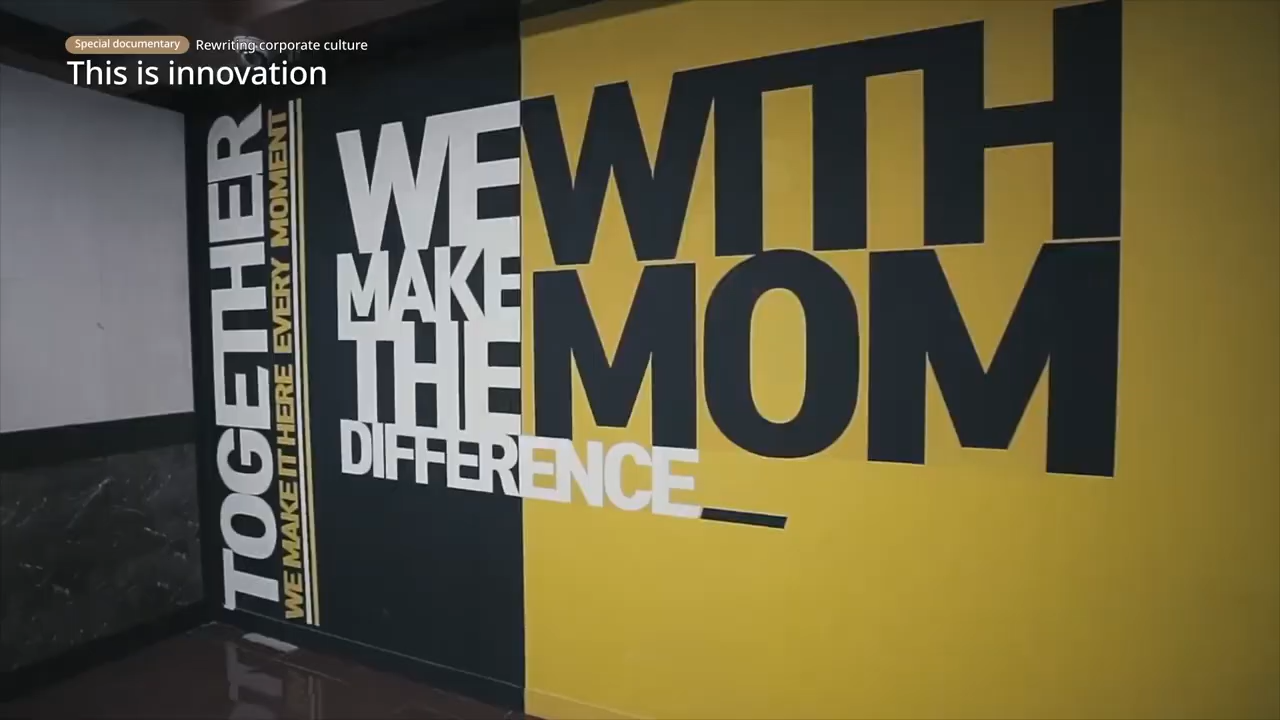 Special documentary Rewriting corporate culture
This is innovation
TOGETHER
WE MAKE IT HERE EVERY MOMENT
WE
MAKE
THE
DIFFERENCE_
WITH
MOM